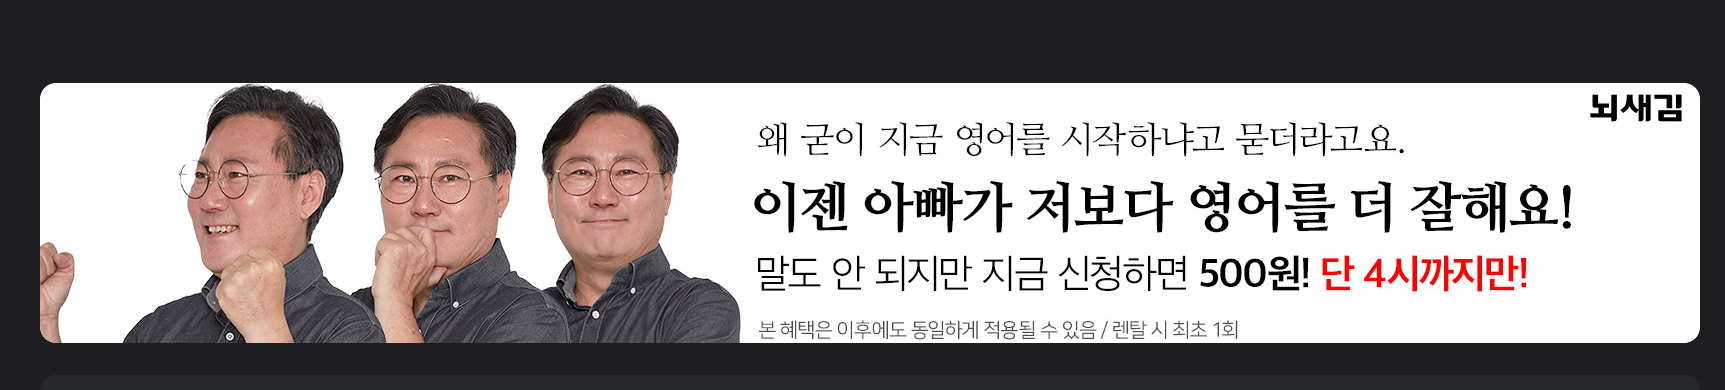 뇌새김
왜 굳이 지금 영어를 시작하냐고 묻더라고요.
이젠 아빠가 저보다 영어를 더 잘해요!
말도 안 되지만 지금 신청하면 500원! 단 4시까지만!
본 혜택은 이후에도 동일하게 적용될 수 있음 / 렌탈 시 최초 1회